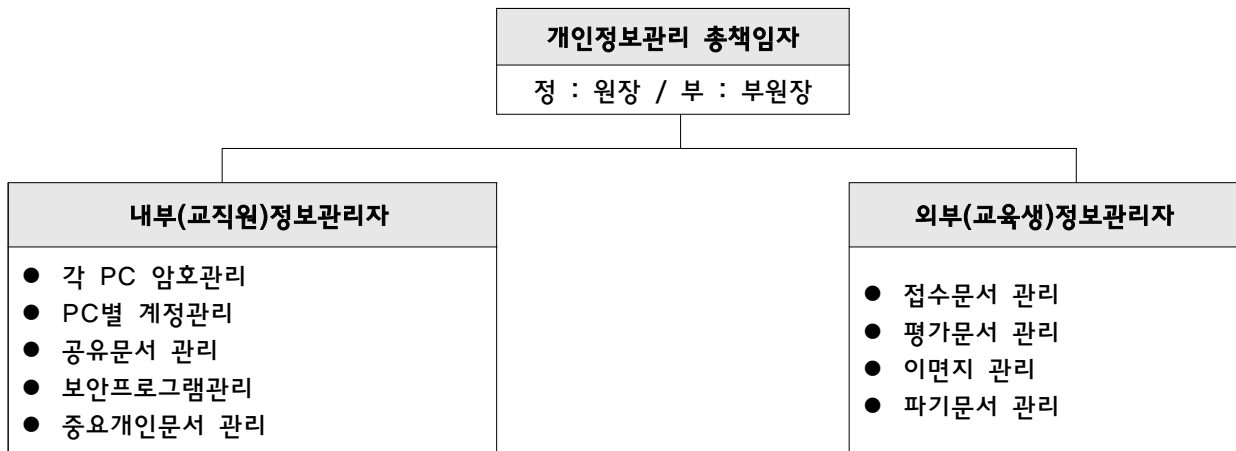 개인정보관리 총책임자
정 : 원장 / 부 : 부원장
내부(교직원)정보관리자
● 각 PC 암호관리
● PC별 계정관리
● 공유문서 관리
● 보안프로그램관리
● 중요개인문서 관리
외부(교육생)정보관리자
● 접수문서 관리
● 평가문서 관리
● 이면지 관리
● 파기문서 관리